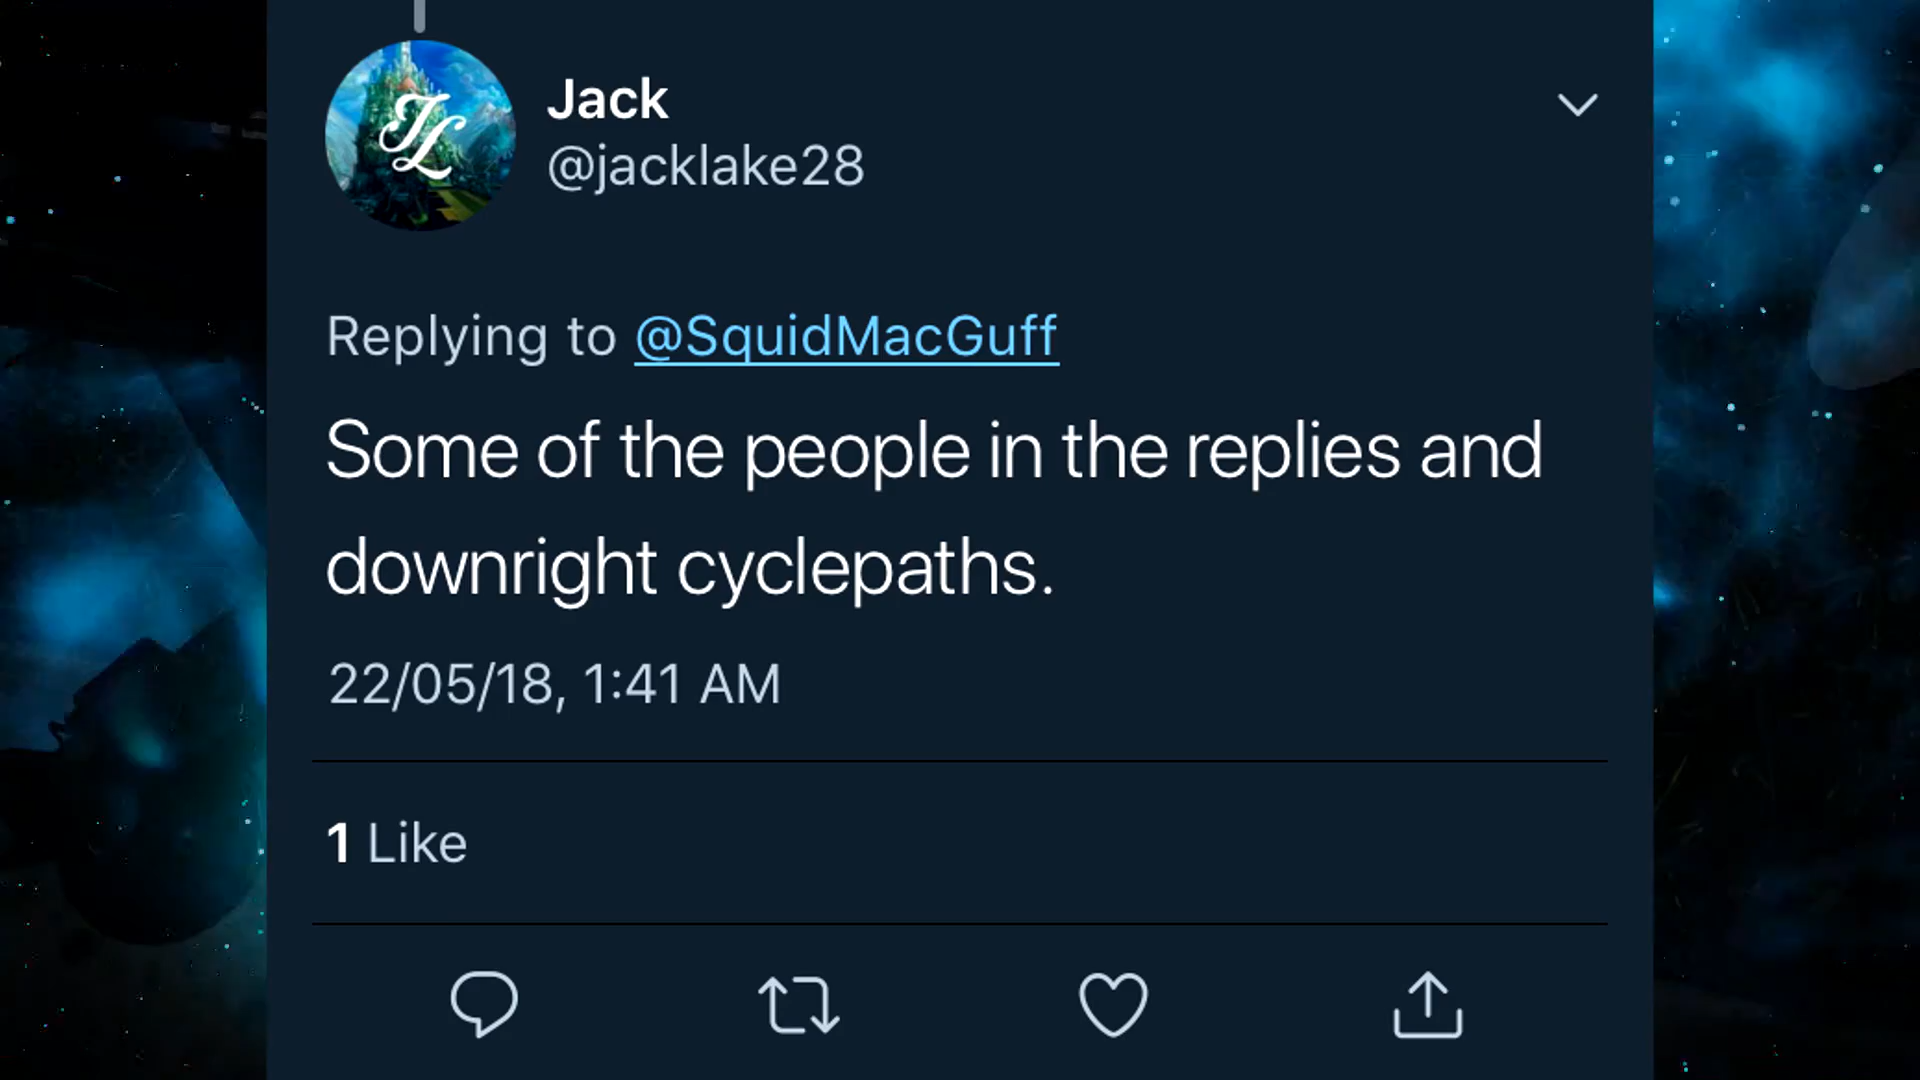 JL
Jack
@jacklake28
Replying to @SquidMacGuff
Some of the people in the replies and
downright cyclepaths.
22/05/18, 1:41 AM
1 Like